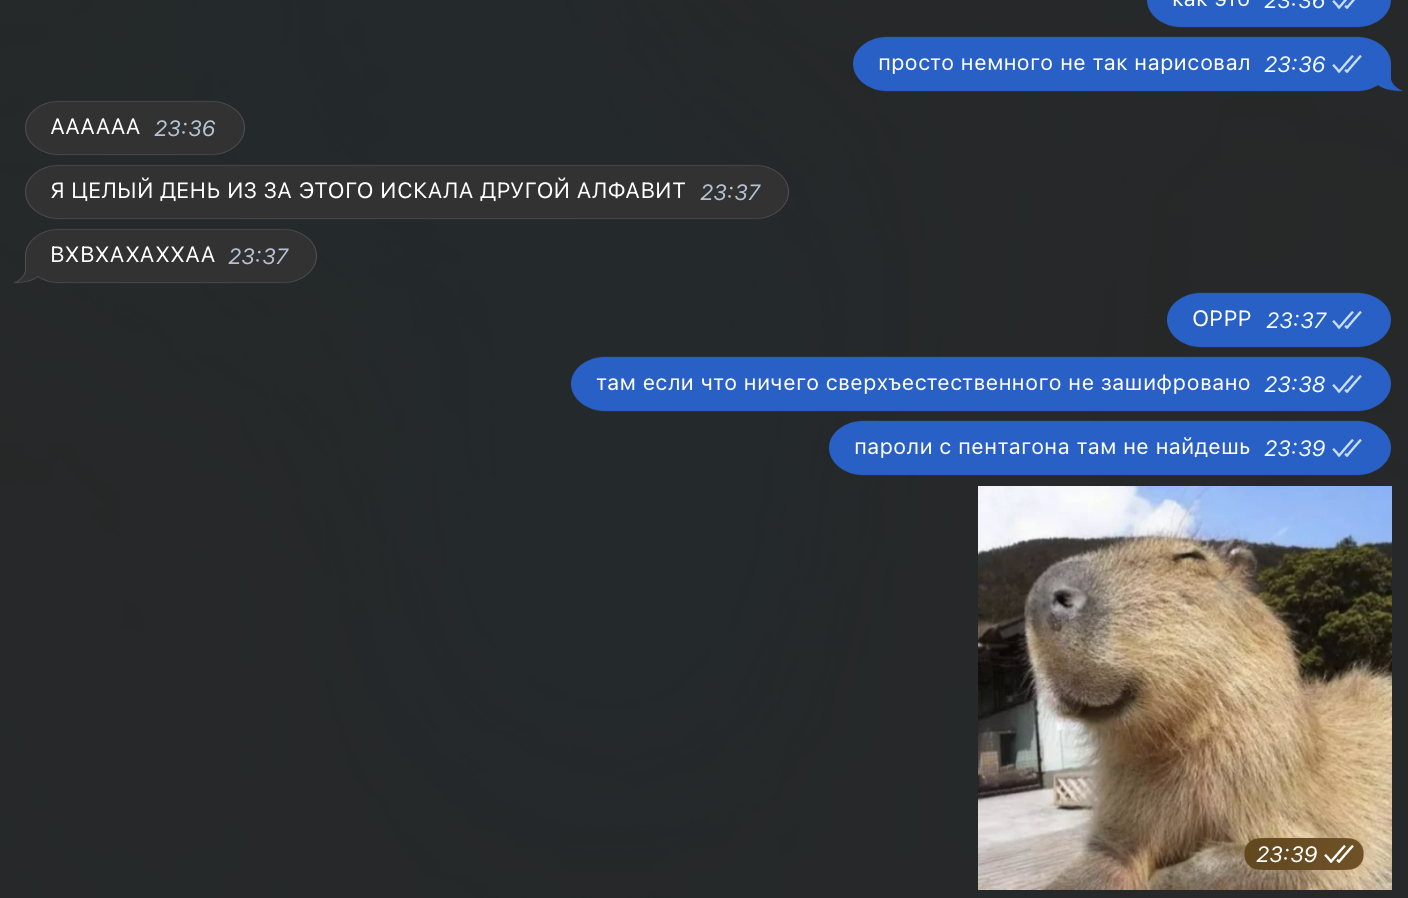 как это 23:36
просто немного не так нарисовал 23:36
АААААА 23:36
Я ЦЕЛЫЙ ДЕНЬ ИЗ ЗА ЭТОГО ИСКАЛА ДРУГОЙ АЛФАВИТ 23:37
ВХВХАХАХХАА 23:37
ОРРР 23:37
там если что ничего сверхъестественного не зашифровано 23:38
пароли с пентагона там не найдешь 23:39
23:39